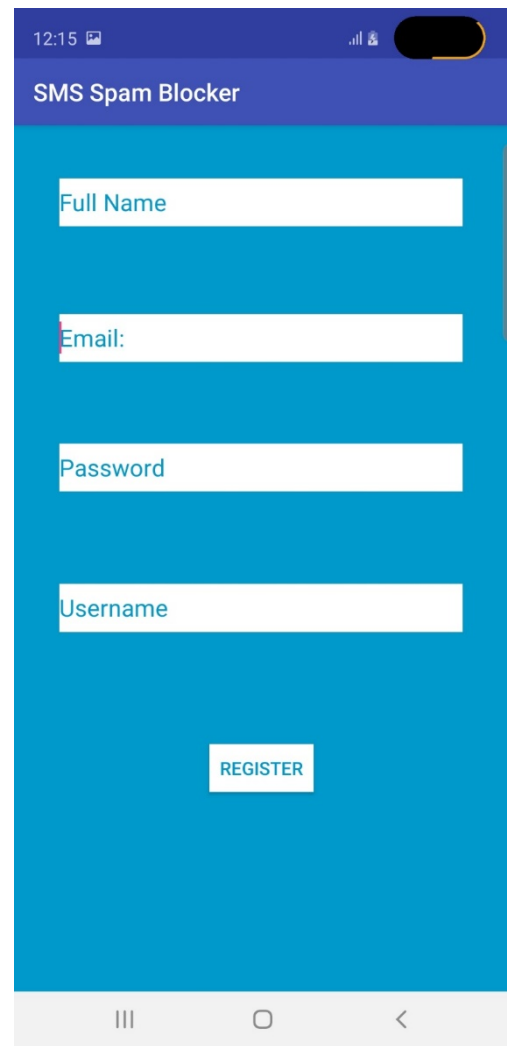 12:15
SMS Spam Blocker
Full Name
Email:
Password
Username
REGISTER